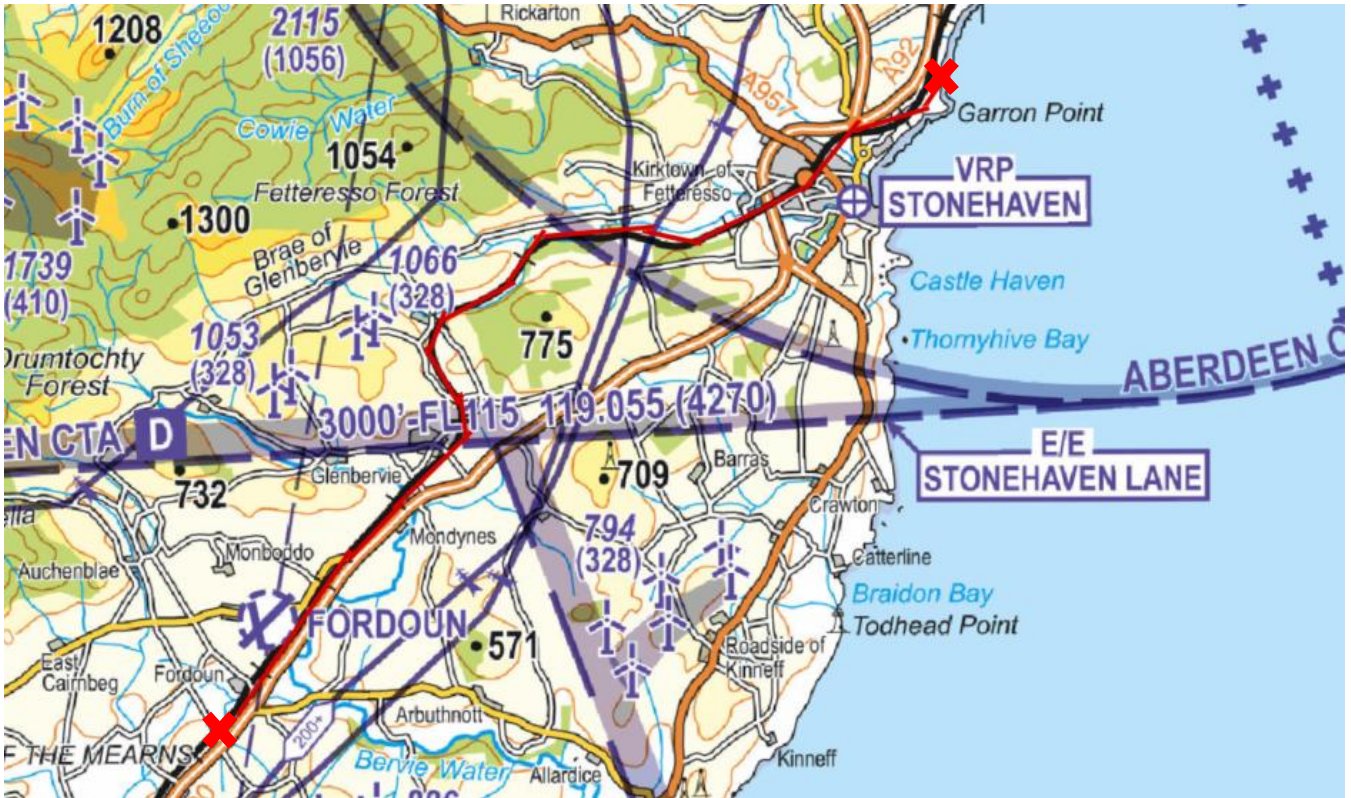 Rickarton
1208
2115
(1056)
Burn of Sheeoc
A957
A92
Garron Point
Cowie Water
1054
Fetteresso Forest
Kirktown of
Fetteresso
VRP
STONEHAVEN
1300
Brae of
Glenbervie
1066
(328)
1739
(410)
Castle Haven
1053
(328)
775
Thornyhive Bay
Drumtochty
Forest
ABERDEEN C
3000'-FL115 119.055 (4270)
EN CTA D
E/E
STONEHAVEN LANE
732
Glenbervie
709
Barras
Crawton
ella
Mondynes
794
(328)
Monboddo
Auchenblae
Catterline
Braidon Bay
Todhead Point
FORDOUN
571
Roadside of
Kinneff
East
Cairnbeg
Fordoun
Arbuthnott
200+
F THE MEARNS
Bervie Water
Allardice
Kinneff